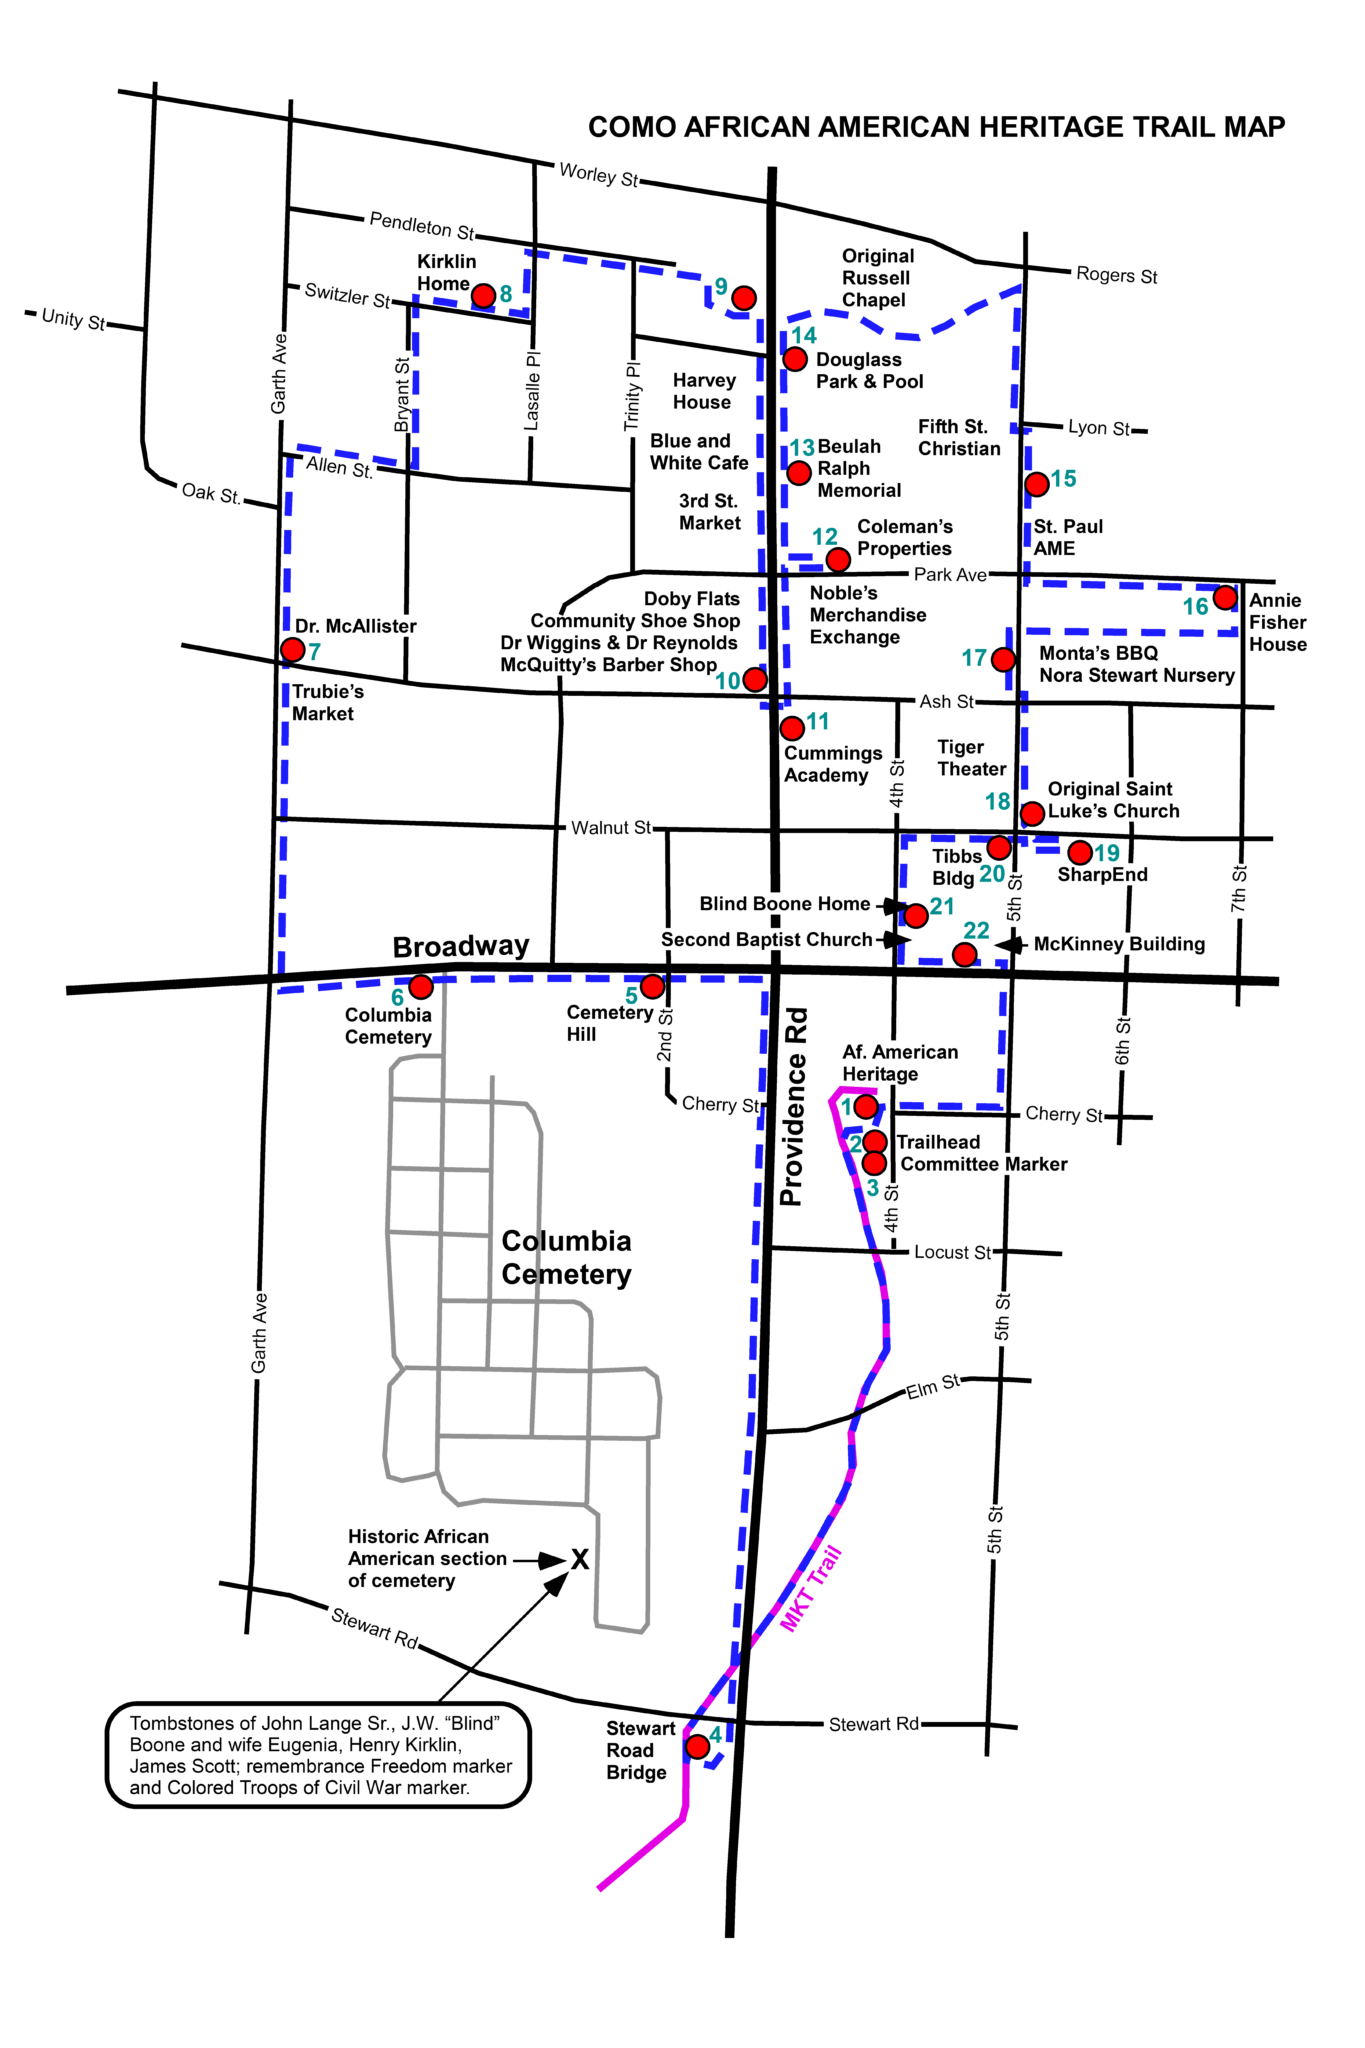 COMO AFRICAN AMERICAN HERITAGE TRAIL MAP
Worley St
Pendleton St
Original
Russell
Chapel
Rogers St
Kirklin
Home
8
9
Switzler St
Unity St
14
Douglass
Park & Pool
Garth Ave
Bryant St
Lasalle Pl
Trinity Pl
Harvey
House
Fifth St.
Christian
Lyon St
Blue and
White Cafe
13
Beulah
Ralph
Memorial
Allen St.
Oak St.
15
3rd St.
Market
12
Coleman's
Properties
St. Paul
AME
Park Ave
Doby Flats
Community Shoe Shop
Dr Wiggins & Dr Reynolds
McQuitty's Barber Shop
10
Noble's
Merchandise
Exchange
16
Annie
Fisher
House
Dr. McAllister
7
17
Monta's BBQ
Nora Stewart Nursery
Trubie's
Market
Ash St
11
Cummings
Academy
4th St
Tiger
Theater
18
Original Saint
Luke's Church
Walnut St
Tibbs
Bldg
20
19
SharpEnd
5th St
7th St
Blind Boone Home
21
Second Baptist Church
22
McKinney Building
Broadway
6
Columbia
Cemetery
5
Cemetery
Hill
2nd St
Providence Rd
6th St
Af. American
Heritage
Cherry St
1
Cherry St
2
Trailhead
Committee Marker
3
4th St
Columbia
Cemetery
Locust St
Garth Ave
5th St
Elm St
5th St
Historic African
American section
of cemetery
X
MKT Trail
Stewart Rd
Tombstones of John Lange Sr., J.W. “Blind”
Boone and wife Eugenia, Henry Kirklin,
James Scott; remembrance Freedom marker
and Colored Troops of Civil War marker.
Stewart
Road
Bridge
4
Stewart Rd